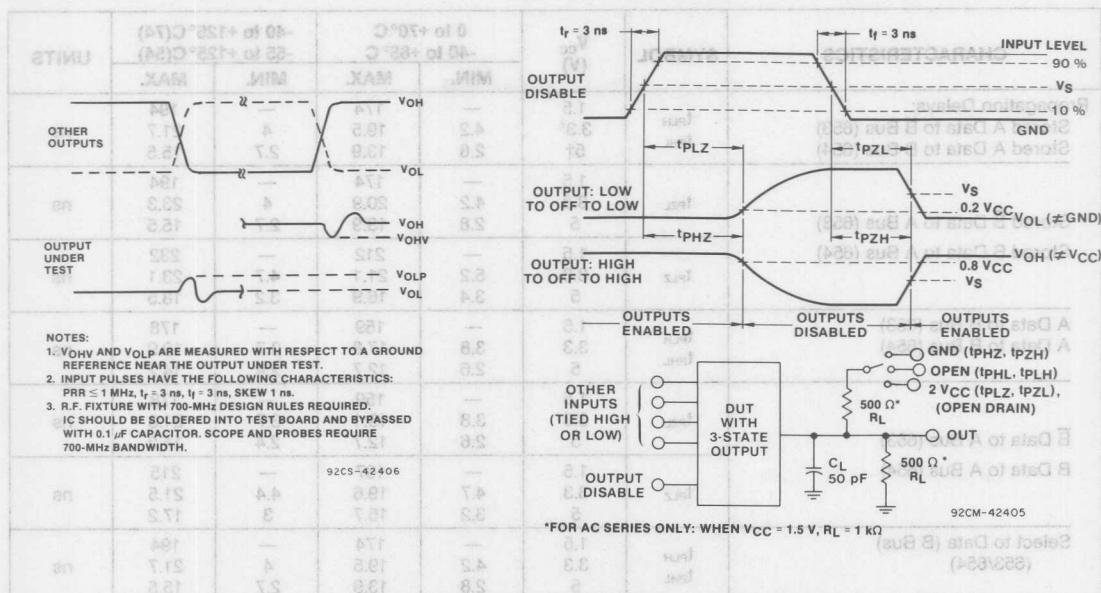 OTHER
OUTPUTS
VOH
VOL
VOH
VOHV
OUTPUT
UNDER
TEST
VOLP
VOL
NOTES:
1. VOHV AND VOLP ARE MEASURED WITH RESPECT TO A GROUND
REFERENCE NEAR THE OUTPUT UNDER TEST.
2. INPUT PULSES HAVE THE FOLLOWING CHARACTERISTICS:
PRR ≤ 1 MHz, tr = 3 ns, tf = 3 ns, SKEW 1 ns.
3. R.F. FIXTURE WITH 700-MHz DESIGN RULES REQUIRED.
IC SHOULD BE SOLDERED INTO TEST BOARD AND BYPASSED
WITH 0.1 μF CAPACITOR. SCOPE AND PROBES REQUIRE
700-MHz BANDWIDTH.
92CS-42406
tr = 3 ns
tf = 3 ns
INPUT LEVEL
90 %
OUTPUT
DISABLE
VS
10 %
GND
tPLZ
tPZL
OUTPUT: LOW
TO OFF TO LOW
VS
0.2 VCC
VOL (≠GND)
tPHZ
tPZH
OUTPUT: HIGH
TO OFF TO HIGH
VOH (≠VCC)
0.8 VCC
VS
OUTPUTS
ENABLED
OUTPUTS
DISABLED
OUTPUTS
ENABLED
OTHER
INPUTS
(TIED HIGH
OR LOW)
DUT
WITH
3-STATE
OUTPUT
OUTPUT
DISABLE
GND (tPHZ, tPZH)
OPEN (tPHL, tPLH)
2 VCC (tPLZ, tPZL),
(OPEN DRAIN)
500 Ω*
RL
OUT
CL
50 pF
500 Ω*
RL
92CM-42405
*FOR AC SERIES ONLY: WHEN VCC = 1.5 V, RL = 1 kΩ